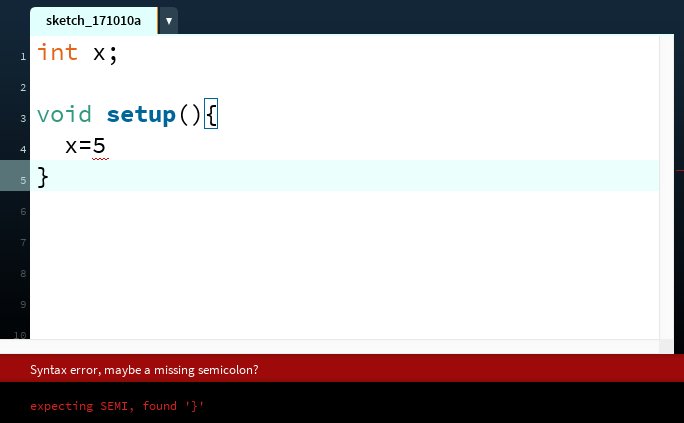 sketch_171010a ▼
1 int x;
2
3 void setup(){
4 x=5
5 }
6
7
8
9
10
Syntax error, maybe a missing semicolon?
expecting SEMI, found '}'